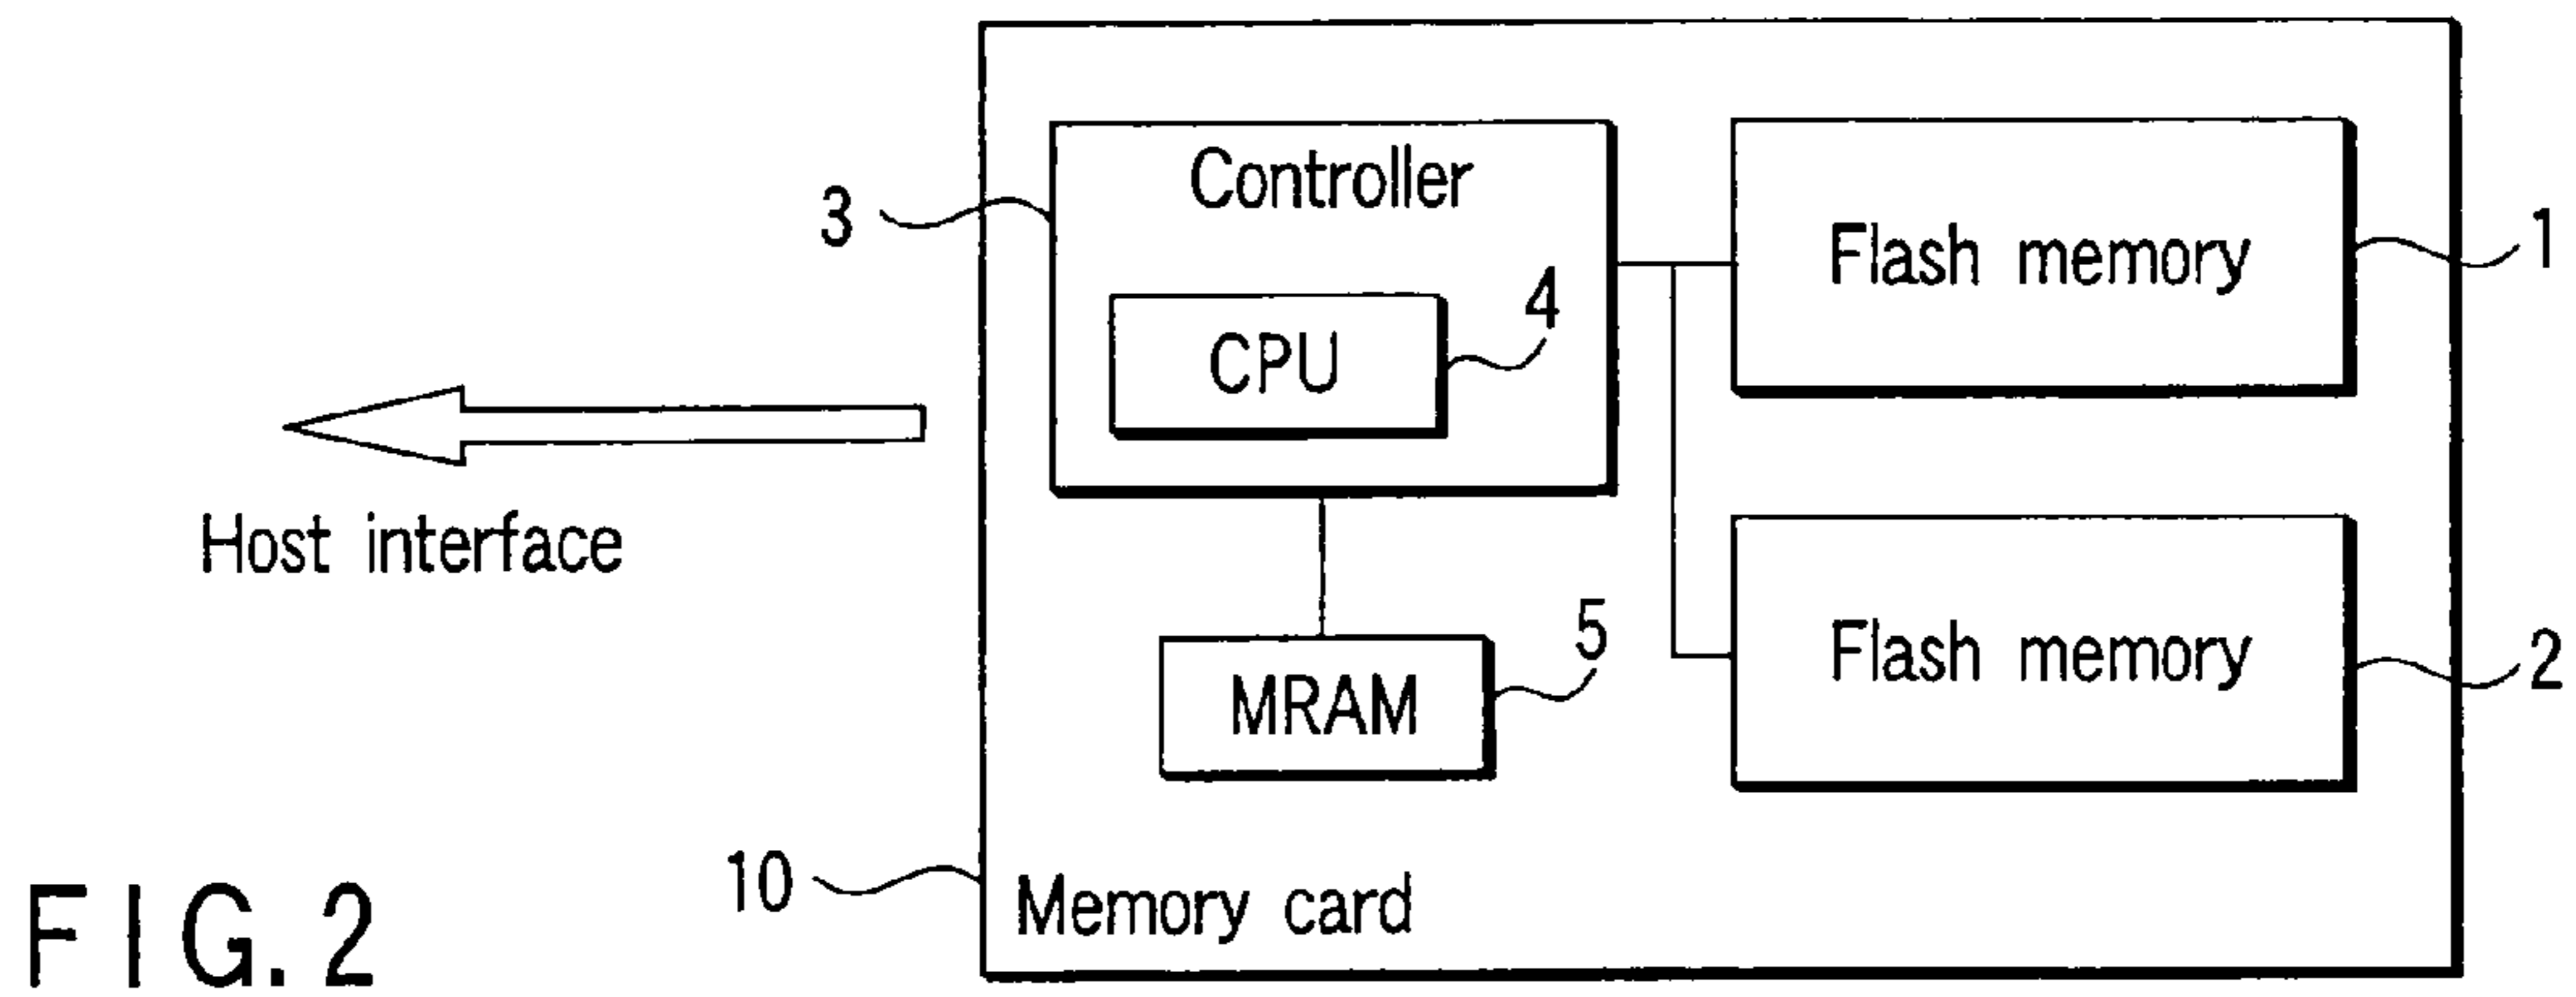 Controller
3
CPU
4
Flash memory
1
Host interface
MRAM
5
Flash memory
2
10
Memory card
FIG. 2